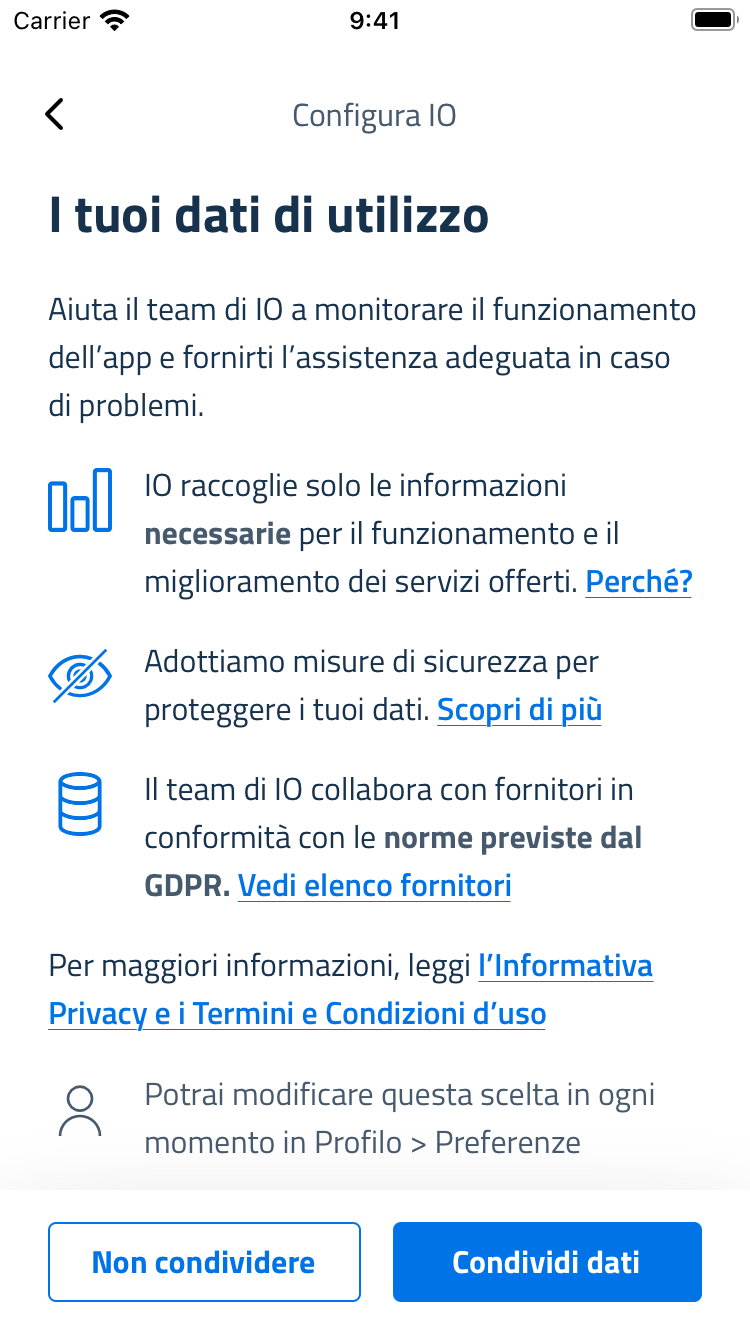 Carrier 9:41
Configura IO
I tuoi dati di utilizzo
Aiuta il team di IO a monitorare il funzionamento
dell’app e fornirti l’assistenza adeguata in caso
di problemi.
IO raccoglie solo le informazioni
necessarie per il funzionamento e il
miglioramento dei servizi offerti. Perché?
Adottiamo misure di sicurezza per
proteggere i tuoi dati. Scopri di più
Il team di IO collabora con fornitori in
conformità con le norme previste dal
GDPR. Vedi elenco fornitori
Per maggiori informazioni, leggi l’Informativa
Privacy e i Termini e Condizioni d’uso
Potrai modificare questa scelta in ogni
momento in Profilo > Preferenze
Non condividere Condividi dati